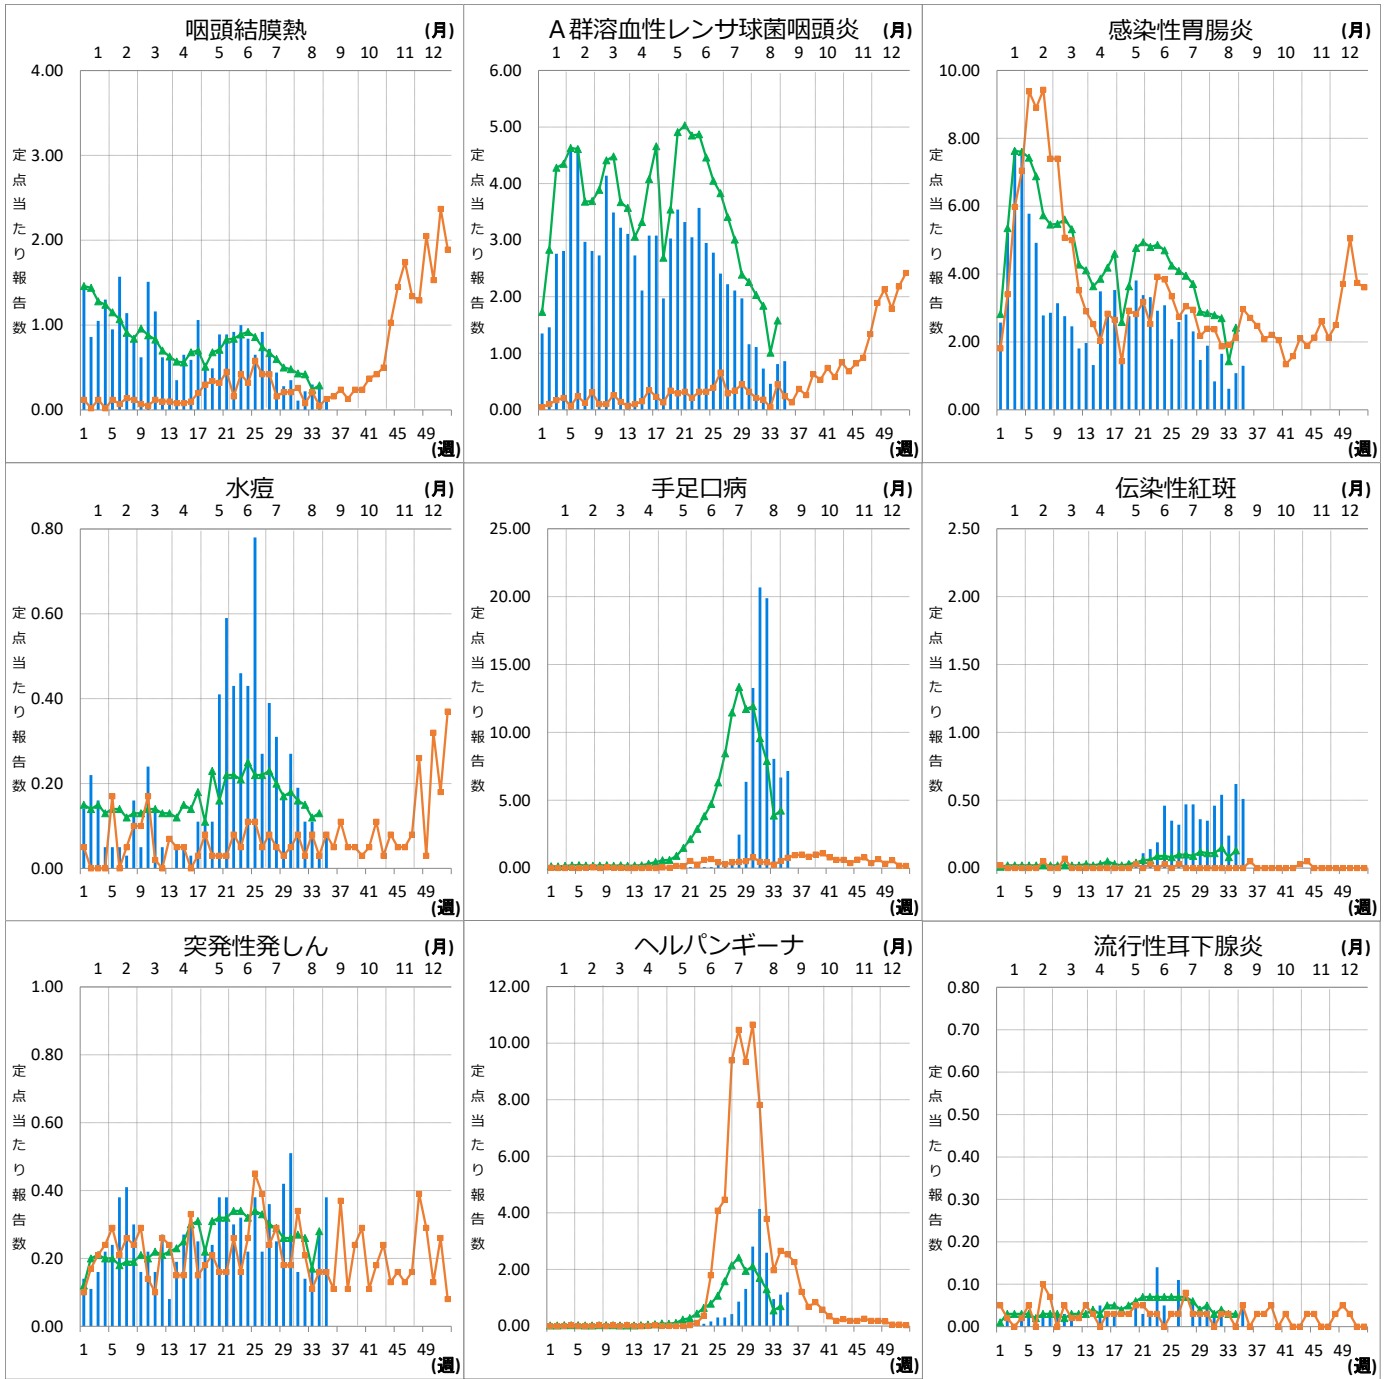 咽頭結膜熱 (月)
1 2 3 4 5 6 7 8 9 10 11 12
定点当たり報告数
4.00
3.00
2.00
1.00
0.00
1 5 9 13 17 21 25 29 33 37 41 45 49
(週)
A群溶血性レンサ球菌咽頭炎 (月)
1 2 3 4 5 6 7 8 9 10 11 12
定点当たり報告数
6.00
5.00
4.00
3.00
2.00
1.00
0.00
1 5 9 13 17 21 25 29 33 37 41 45 49
(週)
感染性胃腸炎 (月)
1 2 3 4 5 6 7 8 9 10 11 12
定点当たり報告数
10.00
8.00
6.00
4.00
2.00
0.00
1 5 9 13 17 21 25 29 33 37 41 45 49
(週)
水痘 (月)
1 2 3 4 5 6 7 8 9 10 11 12
定点当たり報告数
0.80
0.60
0.40
0.20
0.00
1 5 9 13 17 21 25 29 33 37 41 45 49
(週)
手足口病 (月)
1 2 3 4 5 6 7 8 9 10 11 12
定点当たり報告数
25.00
20.00
15.00
10.00
5.00
0.00
1 5 9 13 17 21 25 29 33 37 41 45 49
(週)
伝染性紅斑 (月)
1 2 3 4 5 6 7 8 9 10 11 12
定点当たり報告数
2.50
2.00
1.50
1.00
0.50
0.00
1 5 9 13 17 21 25 29 33 37 41 45 49
(週)
突発性発しん (月)
1 2 3 4 5 6 7 8 9 10 11 12
定点当たり報告数
1.00
0.80
0.60
0.40
0.20
0.00
1 5 9 13 17 21 25 29 33 37 41 45 49
(週)
ヘルパンギーナ (月)
1 2 3 4 5 6 7 8 9 10 11 12
定点当たり報告数
12.00
10.00
8.00
6.00
4.00
2.00
0.00
1 5 9 13 17 21 25 29 33 37 41 45 49
(週)
流行性耳下腺炎 (月)
1 2 3 4 5 6 7 8 9 10 11 12
定点当たり報告数
0.80
0.70
0.60
0.50
0.40
0.30
0.20
0.10
0.00
1 5 9 13 17 21 25 29 33 37 41 45 49
(週)